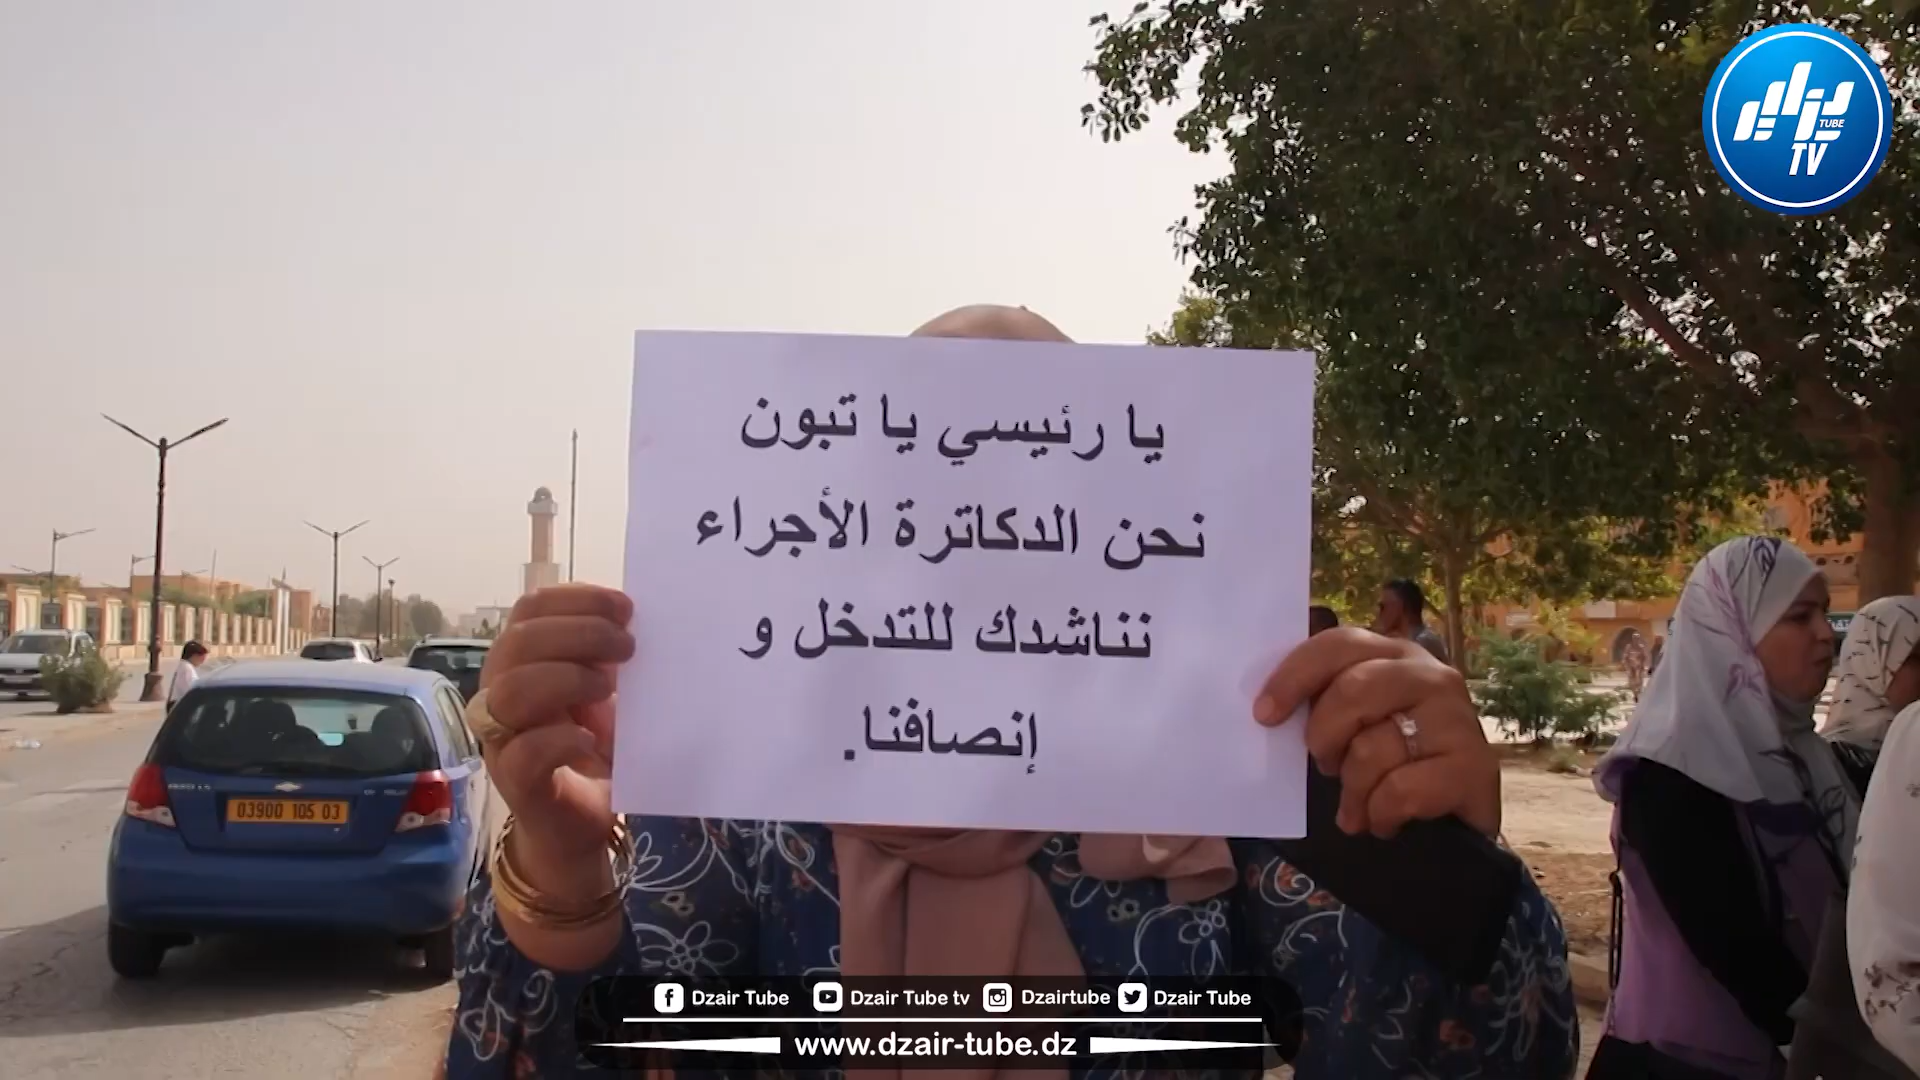 TUBE
TV
يا رئيسي يا تبون
نحن الدكاترة الأجراء
نناشدك للتدخل و
إنصافنا.
03900 105 03
Dzair Tube Dzair Tube tv Dzairtube Dzair Tube
www.dzair-tube.dz